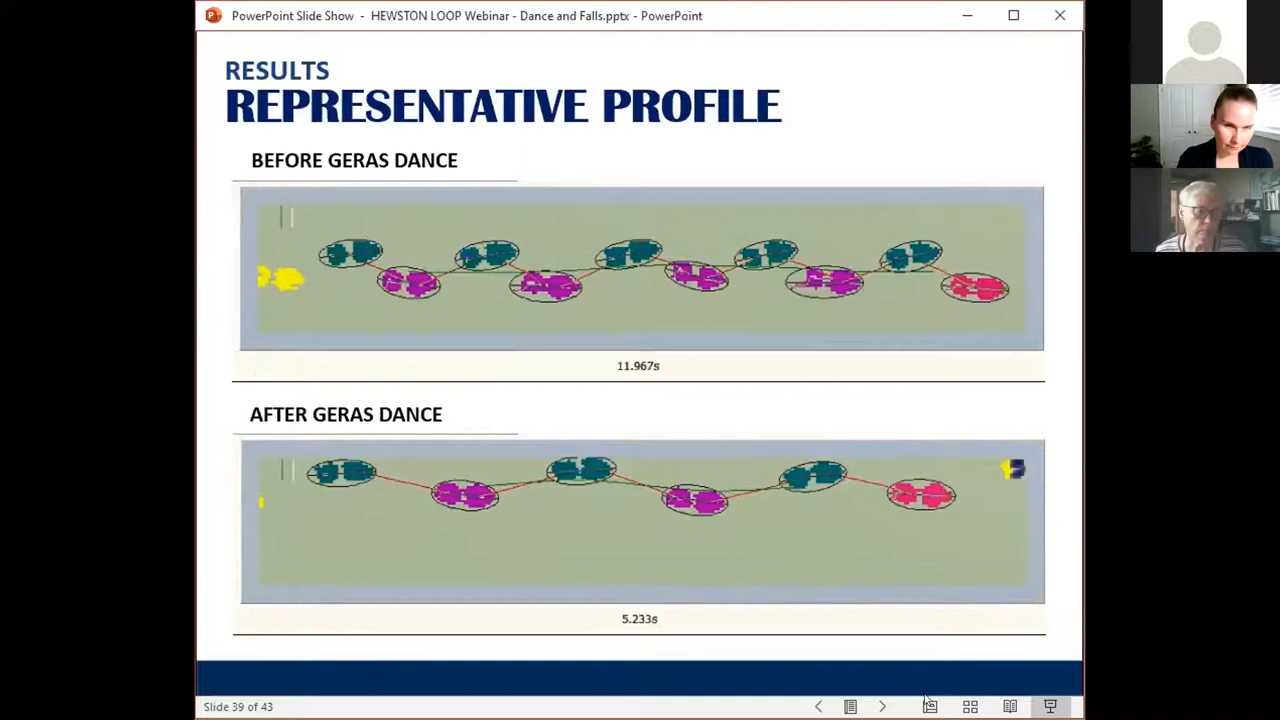 PowerPoint Slide Show - HEWSTON LOOP Webinar - Dance and Falls.pptx - PowerPoint
RESULTS
REPRESENTATIVE PROFILE
BEFORE GERAS DANCE
11.967s
AFTER GERAS DANCE
5.233s
Slide 39 of 43